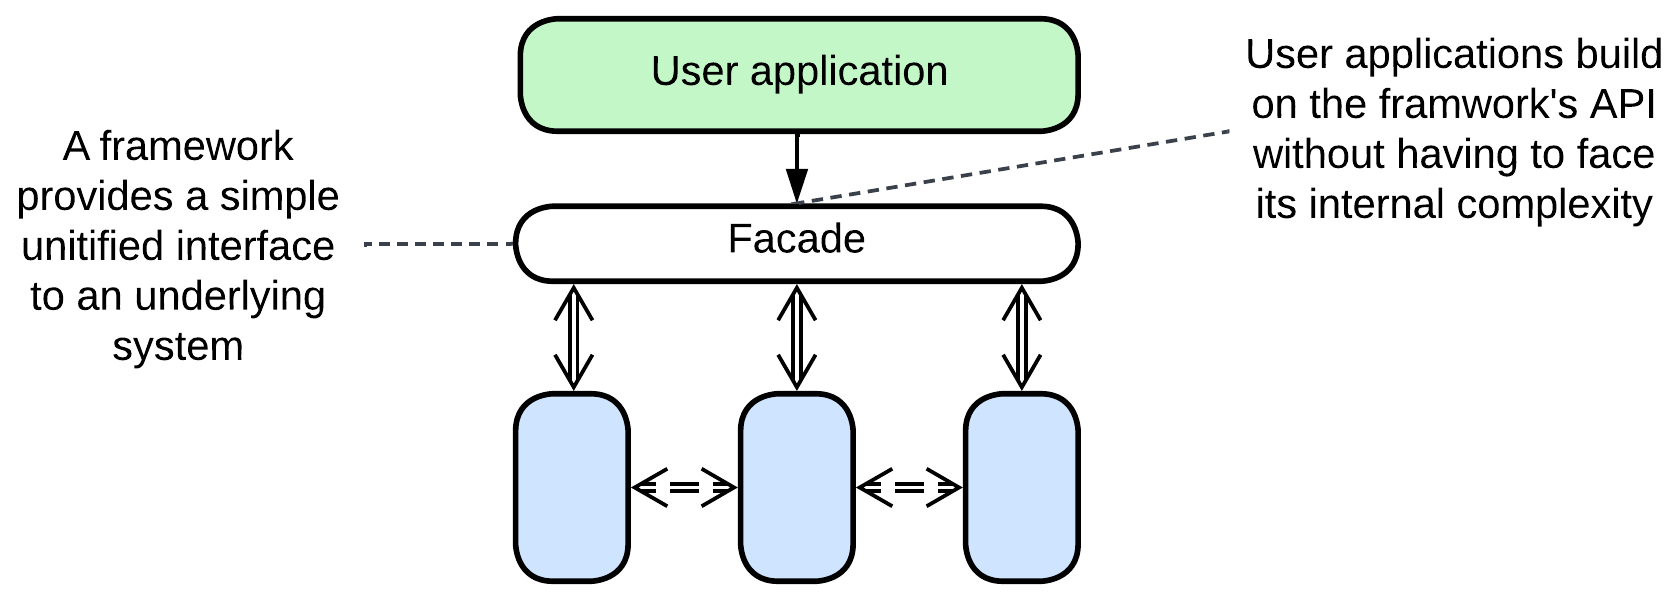 User application
A framework
provides a simple
unitified interface
to an underlying
system
Facade
User applications build
on the framwork's API
without having to face
its internal complexity